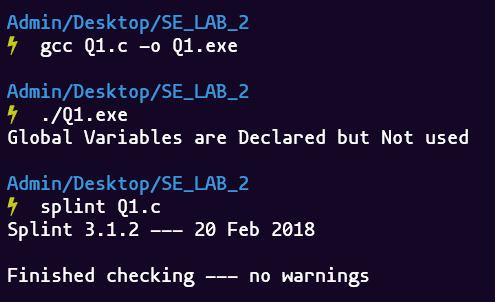 Admin/Desktop/SE_LAB_2
⚡ gcc Q1.c -o Q1.exe
Admin/Desktop/SE_LAB_2
⚡ ./Q1.exe
Global Variables are Declared but Not used
Admin/Desktop/SE_LAB_2
⚡ splint Q1.c
Splint 3.1.2 --- 20 Feb 2018
Finished checking --- no warnings